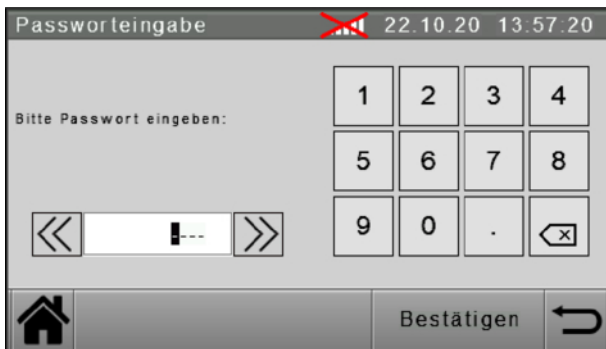 Passworteingabe 22.10.20 13:57:20
Bitte Passwort eingeben:
1 2 3 4
5 6 7 8
9 0 .
----
Bestätigen